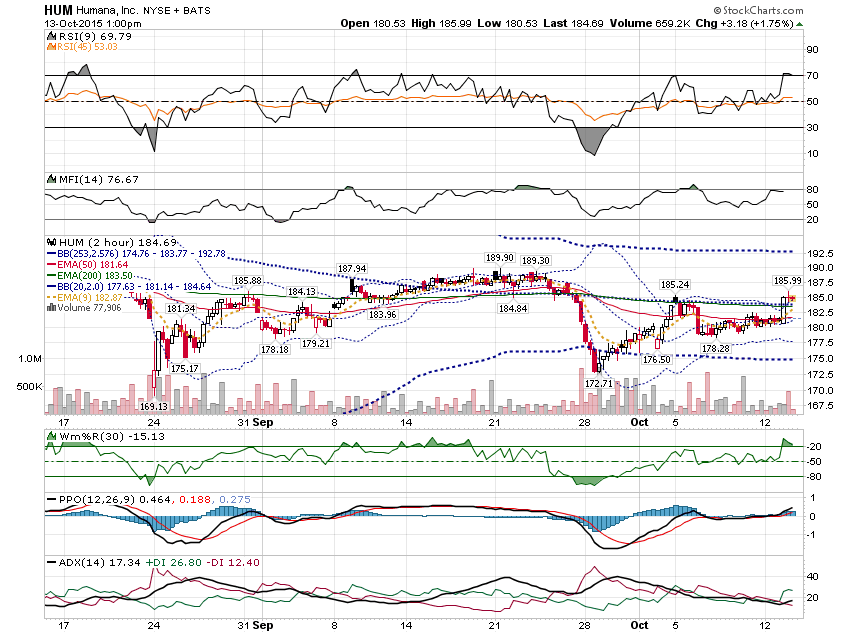 HUM Humana, Inc. NYSE + BATS
© StockCharts.com
13-Oct-2015 1:00pm
Open 180.53 High 185.99 Low 180.53 Last 184.69 Volume 659.2K Chg +3.18 (+1.75%)
RSI(9) 69.79
RSI(45) 53.03
90
70
50
30
10
MFI(14) 76.67
80
50
20
HUM (2 hour) 184.69
BB(253,2.576) 174.76 - 183.77 - 192.78
EMA(50) 181.64
EMA(200) 183.50
BB(20,2.0) 177.63 - 181.14 - 184.64
EMA(9) 182.87
Volume 77,906
192.5
190.0
187.5
185.0
182.5
180.0
177.5
175.0
172.5
170.0
167.5
1.0M
500K
181.34
175.17
169.13
185.88
178.18
184.13
179.21
187.94
183.96
189.90
184.84
189.30
172.71
176.50
185.24
178.28
185.99
17 24 31 Sep 8 14 21 28 Oct 5 12
Wm%R(30) -15.13
-20
-50
-80
PPO(12,26,9) 0.464, 0.188, 0.275
1
0
-1
ADX(14) 17.34 +DI 26.80 -DI 12.40
40
20
17 24 31 Sep 8 14 21 28 Oct 5 12